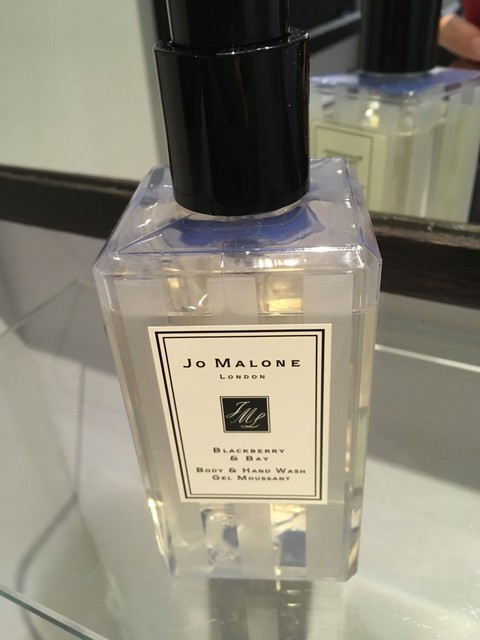 Jo Malone
London
JML
Blackberry
& Bay
Body & Hand Wash
Gel Moussant